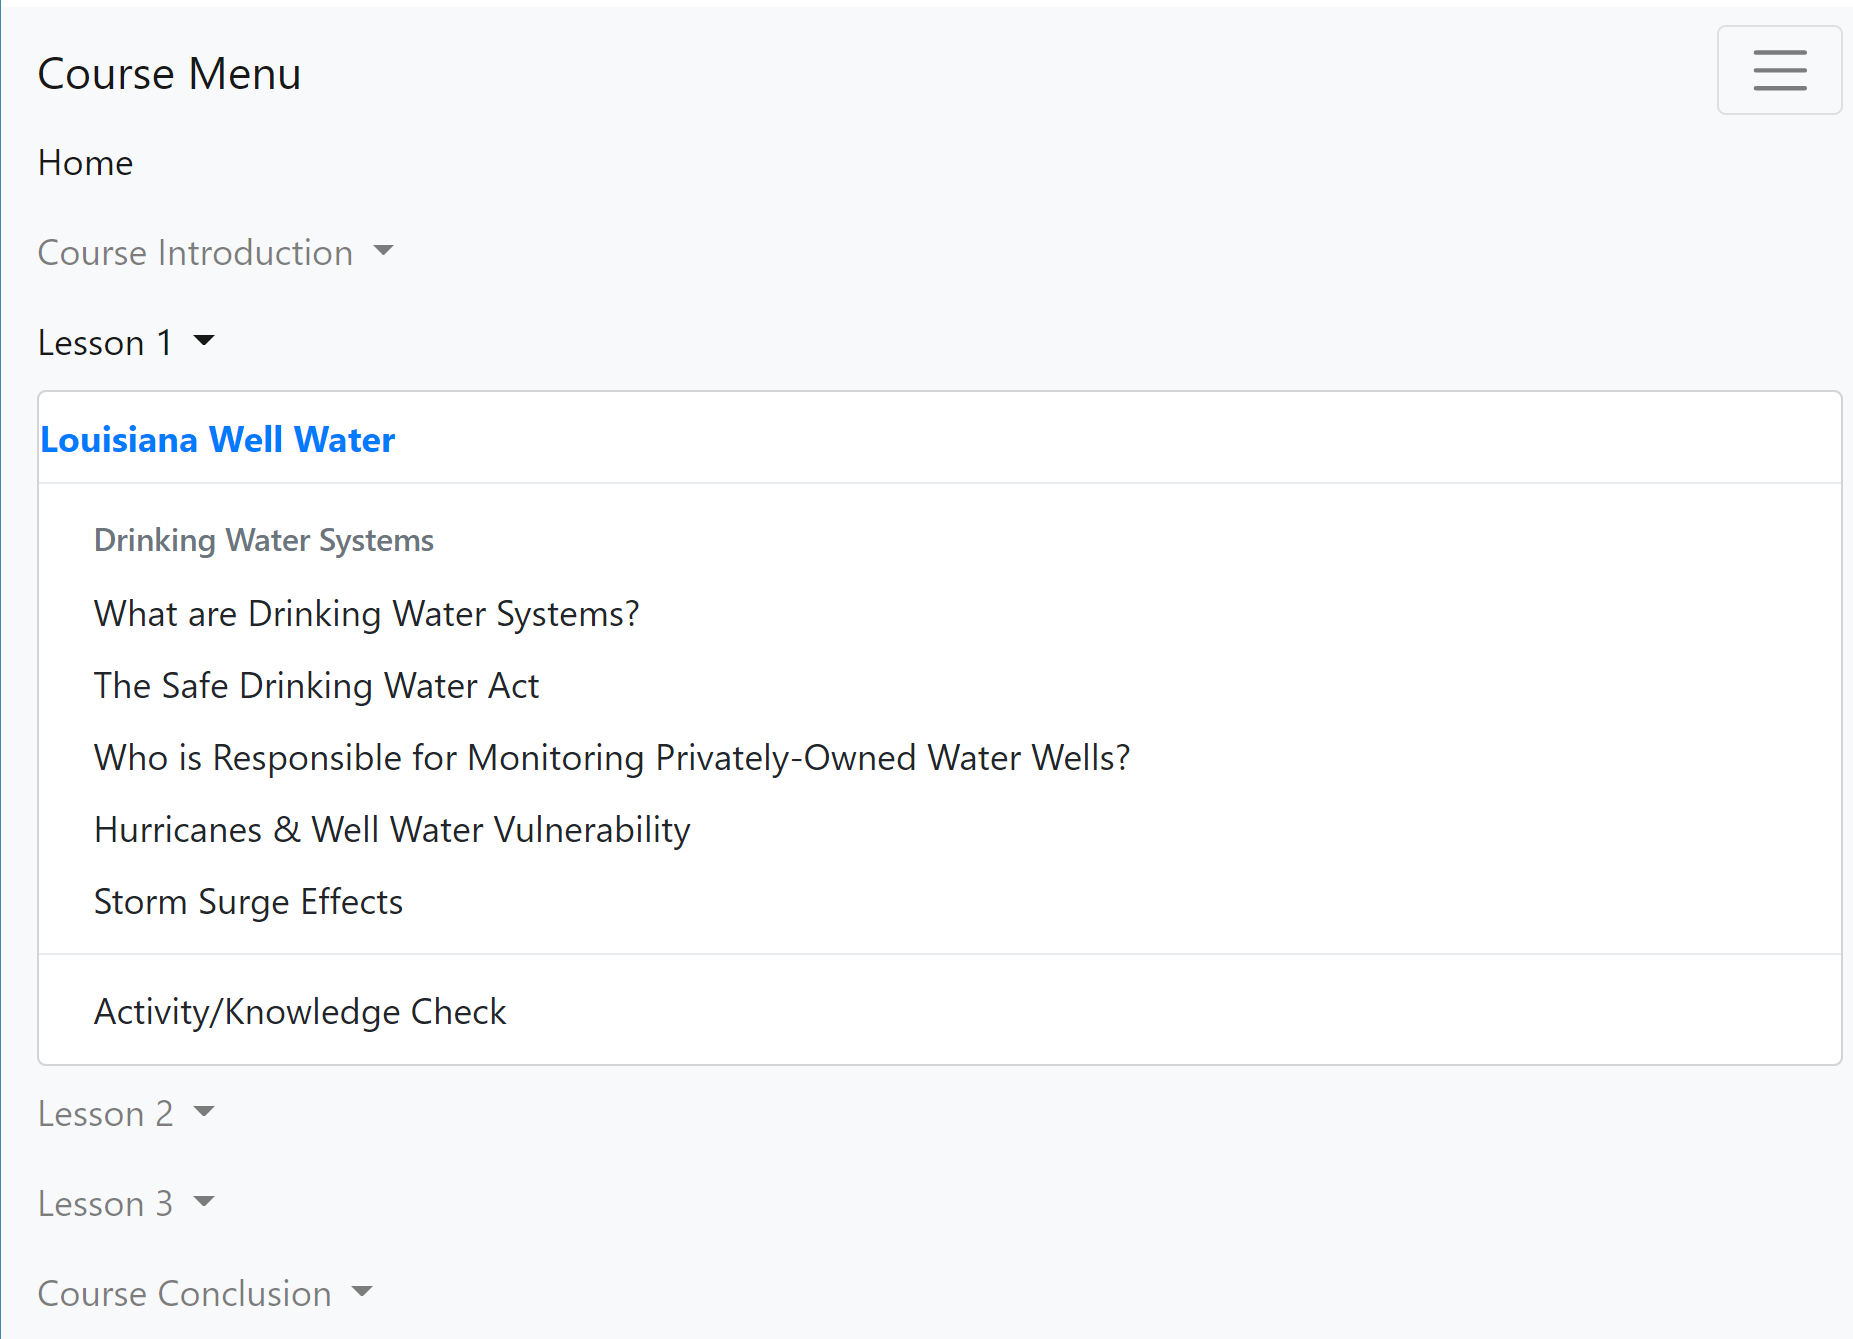 Course Menu
Home
Course Introduction
Lesson 1
Louisiana Well Water
Drinking Water Systems
What are Drinking Water Systems?
The Safe Drinking Water Act
Who is Responsible for Monitoring Privately-Owned Water Wells?
Hurricanes & Well Water Vulnerability
Storm Surge Effects
Activity/Knowledge Check
Lesson 2
Lesson 3
Course Conclusion